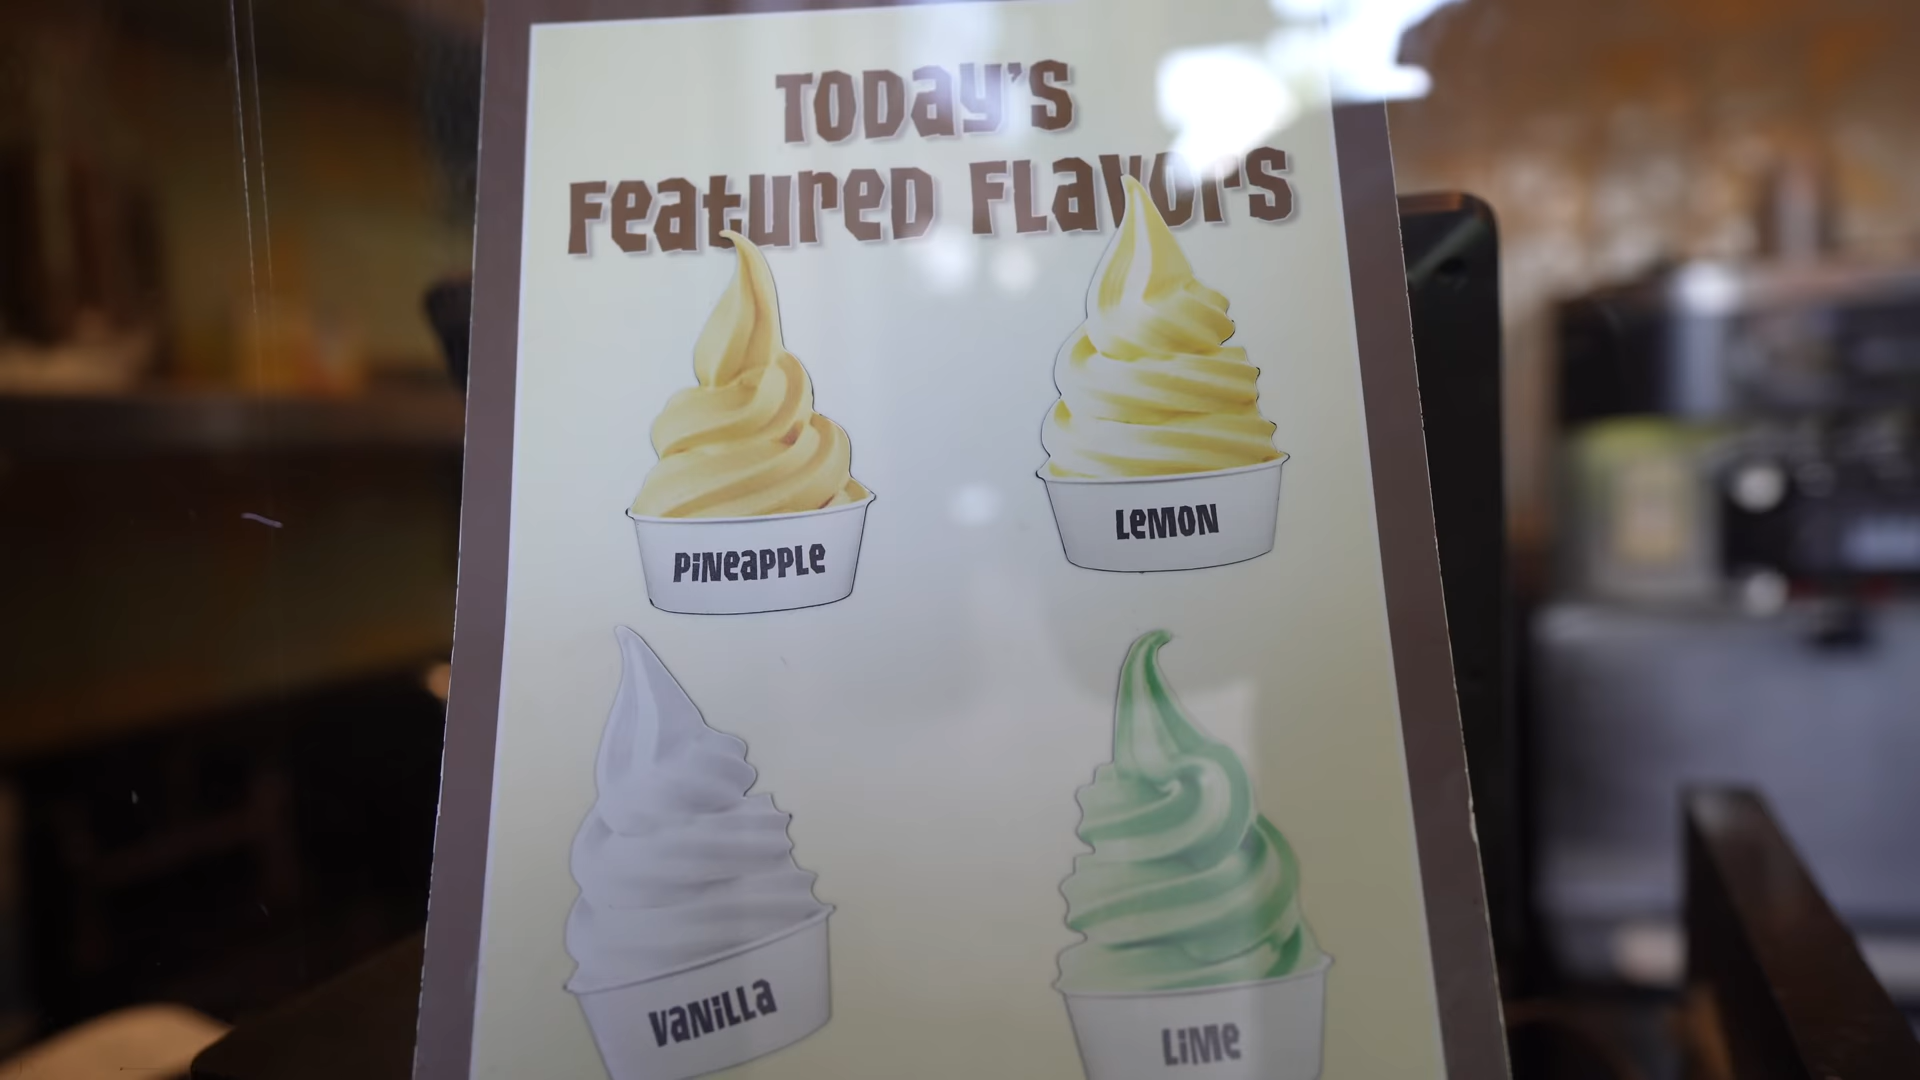 Today's
Featured Flavors
Pineapple
Lemon
Vanilla
Lime